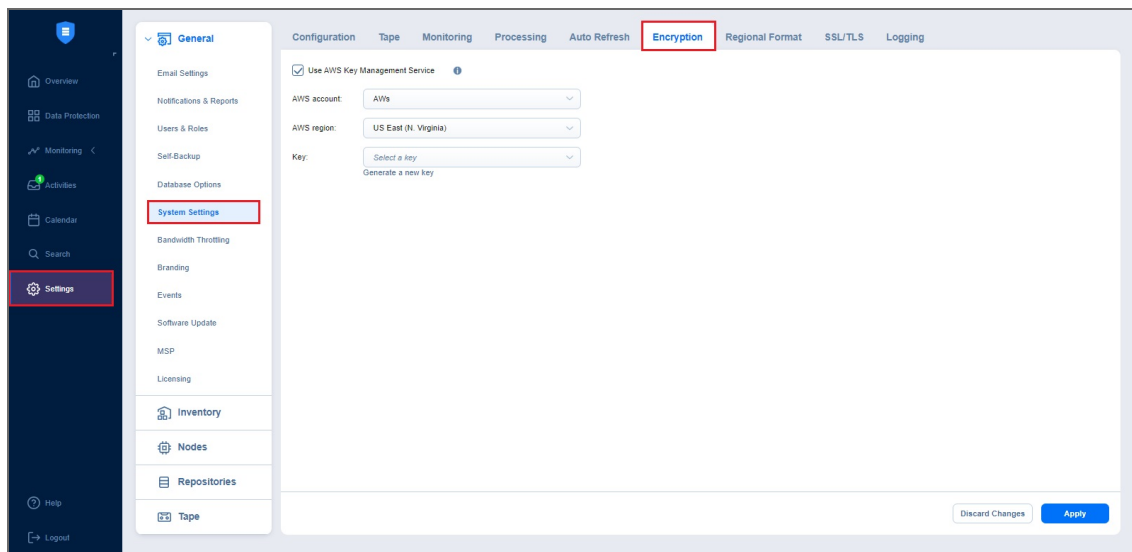 Overview
Data Protection
Monitoring
1
Activities
Calendar
Search
Settings
Help
Logout
General
Email Settings
Notifications & Reports
Users & Roles
Self-Backup
Database Options
System Settings
Bandwidth Throttling
Branding
Events
Software Update
MSP
Licensing
Inventory
Nodes
Repositories
Tape
Configuration Tape Monitoring Processing Auto Refresh Encryption Regional Format SSL/TLS Logging
Use AWS Key Management Service
AWS account: AWs
AWS region: US East (N. Virginia)
Key: Select a key
Generate a new key
Discard Changes Apply